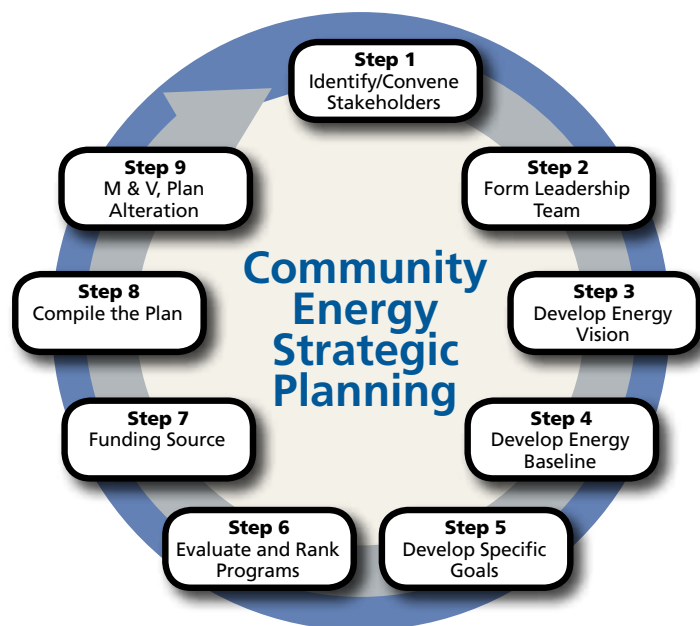 Step 1
Identify/Convene
Stakeholders
Step 2
Form Leadership
Team
Step 3
Develop Energy
Vision
Step 4
Develop Energy
Baseline
Step 5
Develop Specific
Goals
Step 6
Evaluate and Rank
Programs
Step 7
Funding Source
Step 8
Compile the Plan
Step 9
M & V, Plan
Alteration
Community
Energy
Strategic
Planning